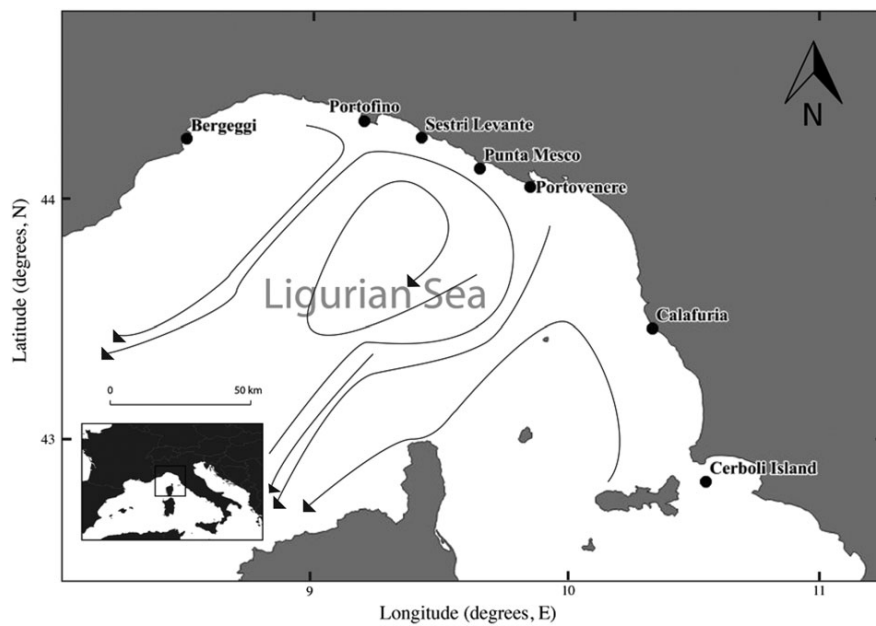 N
Portofino
Bergeggi
Sestri Levante
Punta Mesco
Portovenere
44
Ligurian Sea
Calafuria
0
50 km
43
Cerboli Island
9
10
11
Latitude (degrees, N)
Longitude (degrees, E)